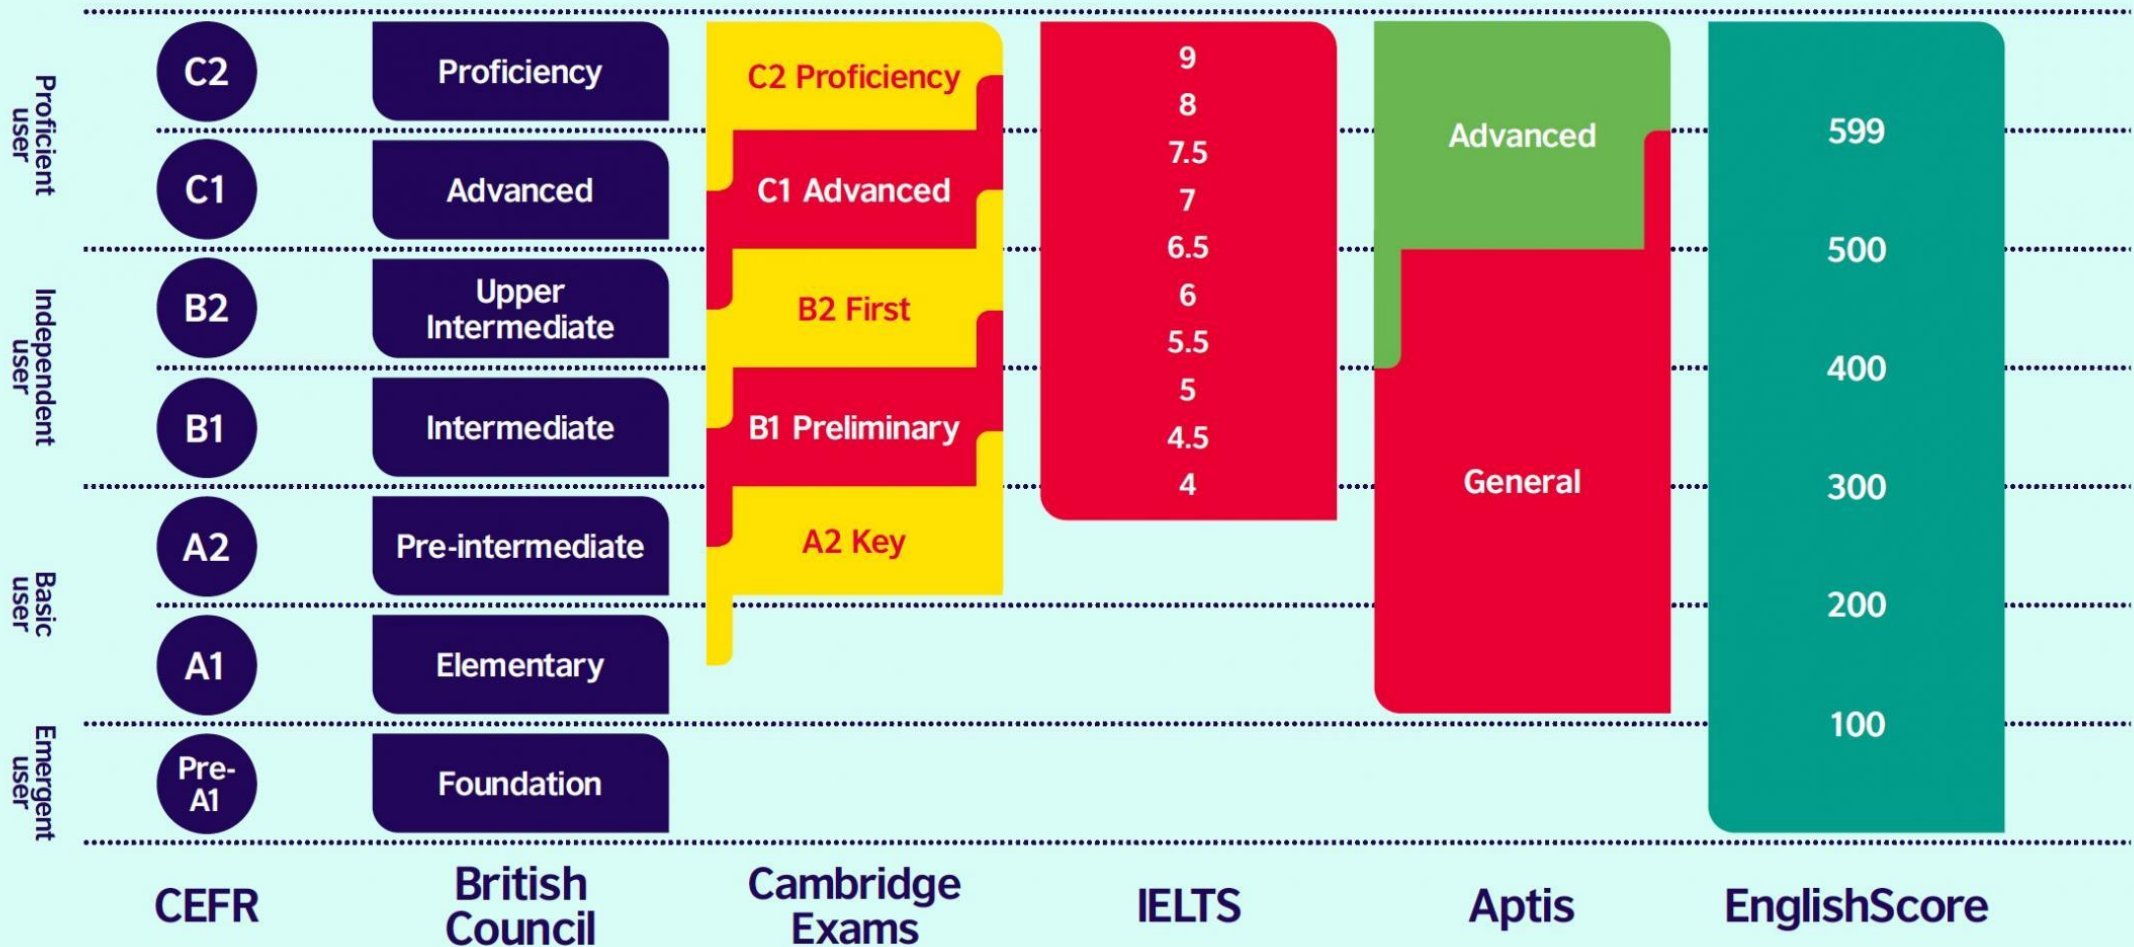 Proficient
user
Independent
user
Basic
user
Emergent
user
C2
C1
B2
B1
A2
A1
Pre-
A1
CEFR
Proficiency
Advanced
Upper
Intermediate
Intermediate
Pre-intermediate
Elementary
Foundation
British
Council
C2 Proficiency
C1 Advanced
B2 First
B1 Preliminary
A2 Key
Cambridge
Exams
9
8
7.5
7
6.5
6
5.5
5
4.5
4
IELTS
Advanced
General
Aptis
599
500
400
300
200
100
EnglishScore